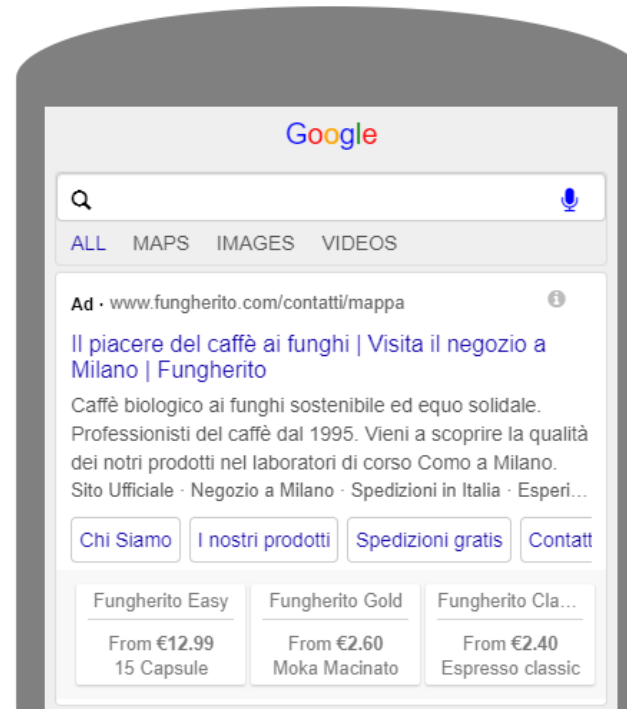 Google
ALL MAPS IMAGES VIDEOS
Ad · www.fungherito.com/contatti/mappa
Il piacere del caffè ai funghi | Visita il negozio a
Milano | Fungherito
Caffè biologico ai funghi sostenibile ed equo solidale.
Professionisti del caffè dal 1995. Vieni a scoprire la qualità
dei notri prodotti nel laboratori di corso Como a Milano.
Sito Ufficiale · Negozio a Milano · Spedizioni in Italia · Esperi...
Chi Siamo I nostri prodotti Spedizioni gratis Contatt
Fungherito Easy Fungherito Gold Fungherito Cla...
From €12.99 From €2.60 From €2.40
15 Capsule Moka Macinato Espresso classic